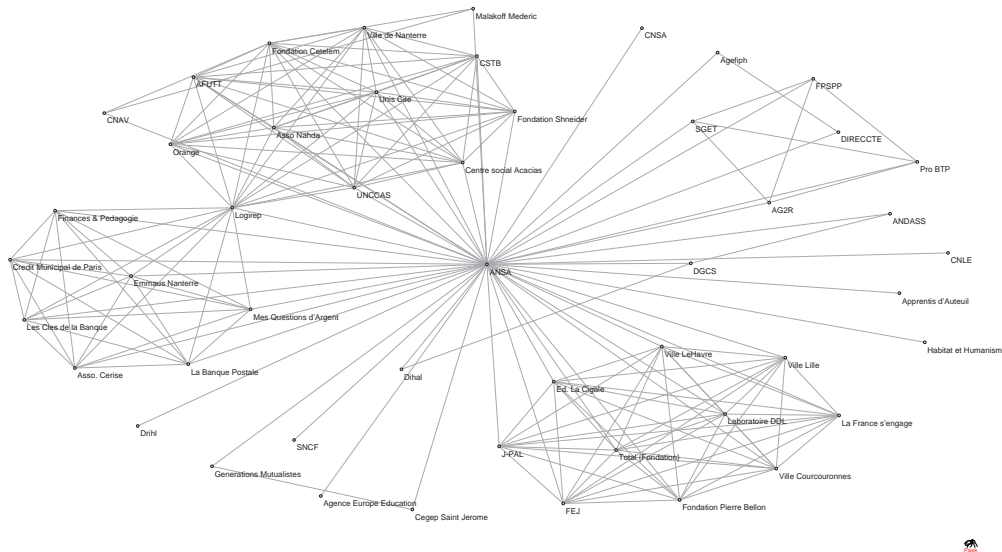 Malakoff Mederic
Ville de Nanterre
CNSA
Fondation Cetelem
CSTB
Agefiph
AFUTT
FPSPP
Unis Cite
CNAV
Fondation Shneider
Asso Nahda
SGET
DIRECCTE
Orange
Centre social Acacias
Pro BTP
UNCCAS
AG2R
Finances & Pedagogie
Logirep
ANDASS
Credit Municipal de Paris
ANSA
DGCS
CNLE
Emmaus Nanterre
Apprentis d'Auteuil
Mes Questions d'Argent
Les Cles de la Banque
Habitat et Humanism
Ville LeHavre
Ville Lille
Asso. Cerise
La Banque Postale
Dihal
Ed. La Cigale
Laboratoire DDL
La France s'engage
Drihl
SNCF
J-PAL
Total (Fondation)
Generations Mutualistes
Ville Courcouronnes
Agence Europe Education
Fondation Pierre Bellon
FEJ
Cegep Saint Jerome
Pajek